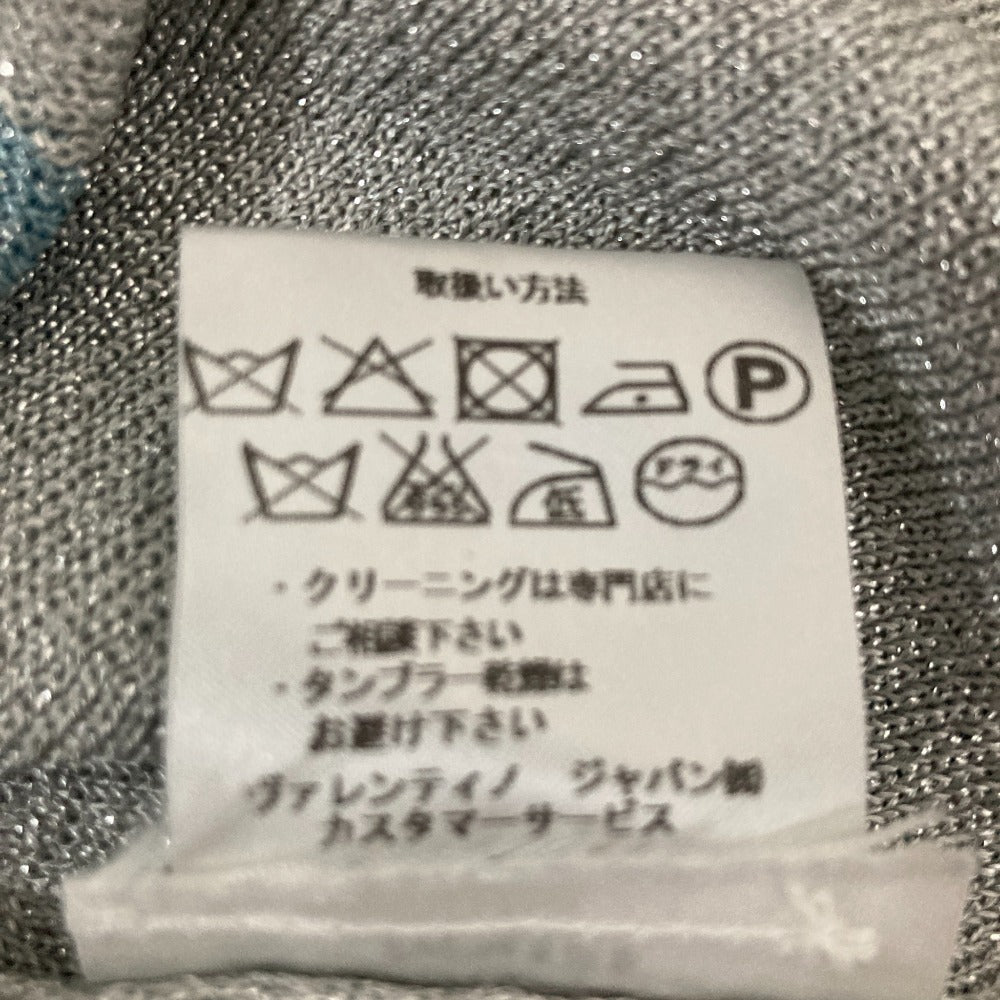 取扱い方法
P
低
ドライ
・クリーニングは専門店に
ご相談下さい
・タンブラー乾燥は
お避け下さい
ヴァレンティノ ジャパン㈱
カスタマーサービス